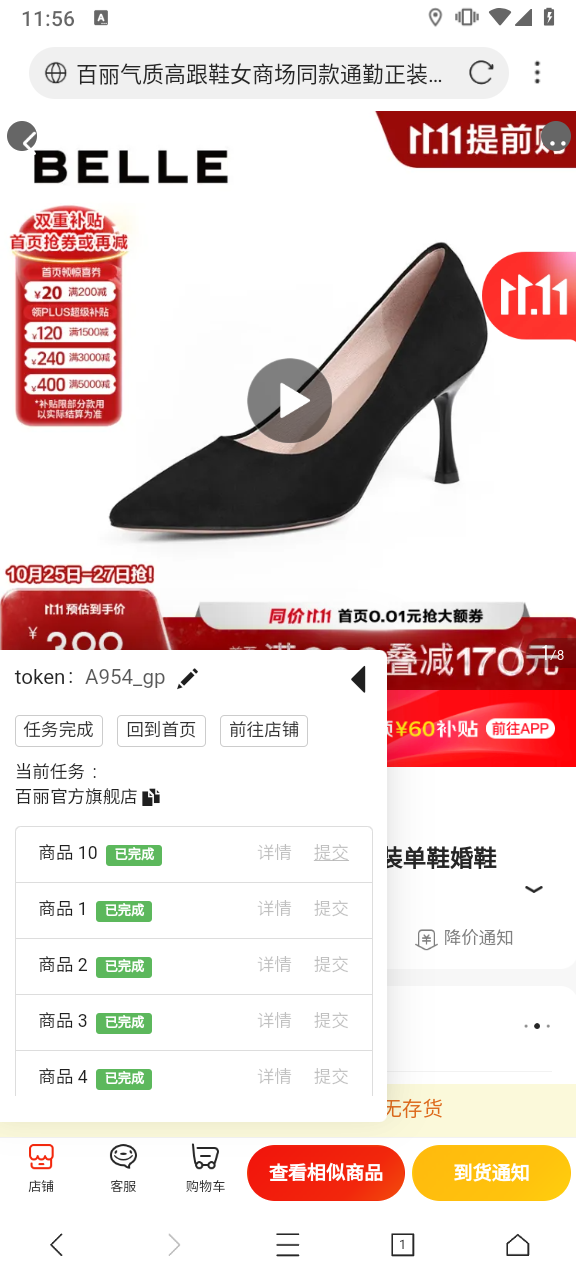 11:56
百丽气质高跟鞋女商场同款通勤正装...
BELLE
11.11提前购
双重补贴
首页抢券或再减
首页领惊喜券
¥20 满200减
领PLUS超级补贴
¥120 满1500减
¥240 满3000减
¥400 满5000减
*补贴限部分款用
以实际结算为准
11.11
10月25日-27日抢!
11.11 预估到手价
¥
同价11.11 首页0.01元抢大额券
叠减170元
1/8
token: A954_gp
¥60补贴 前往APP
任务完成 回到首页 前往店铺
当前任务 :
百丽官方旗舰店
装单鞋婚鞋
商品 10 已完成 详情 提交
商品 1 已完成 详情 提交
降价通知
商品 2 已完成 详情 提交
商品 3 已完成 详情 提交
商品 4 已完成 详情 提交
无存货
店铺 客服 购物车 查看相似商品 到货通知
1